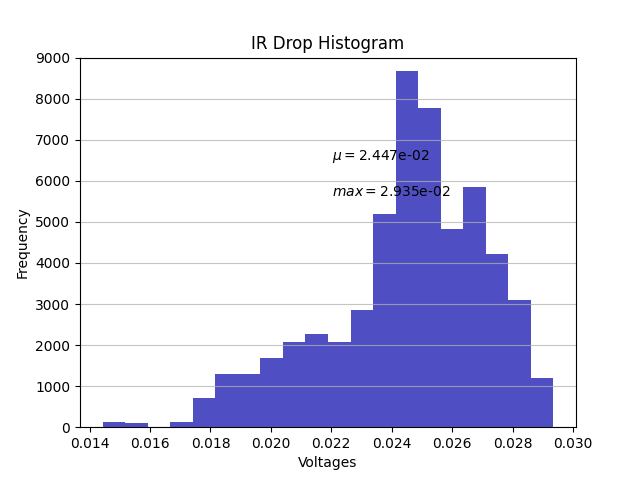 IR Drop Histogram
9000
8000
7000
6000
5000
4000
3000
2000
1000
0
Frequency
μ = 2.447e-02
max = 2.935e-02
0.014 0.016 0.018 0.020 0.022 0.024 0.026 0.028 0.030
Voltages